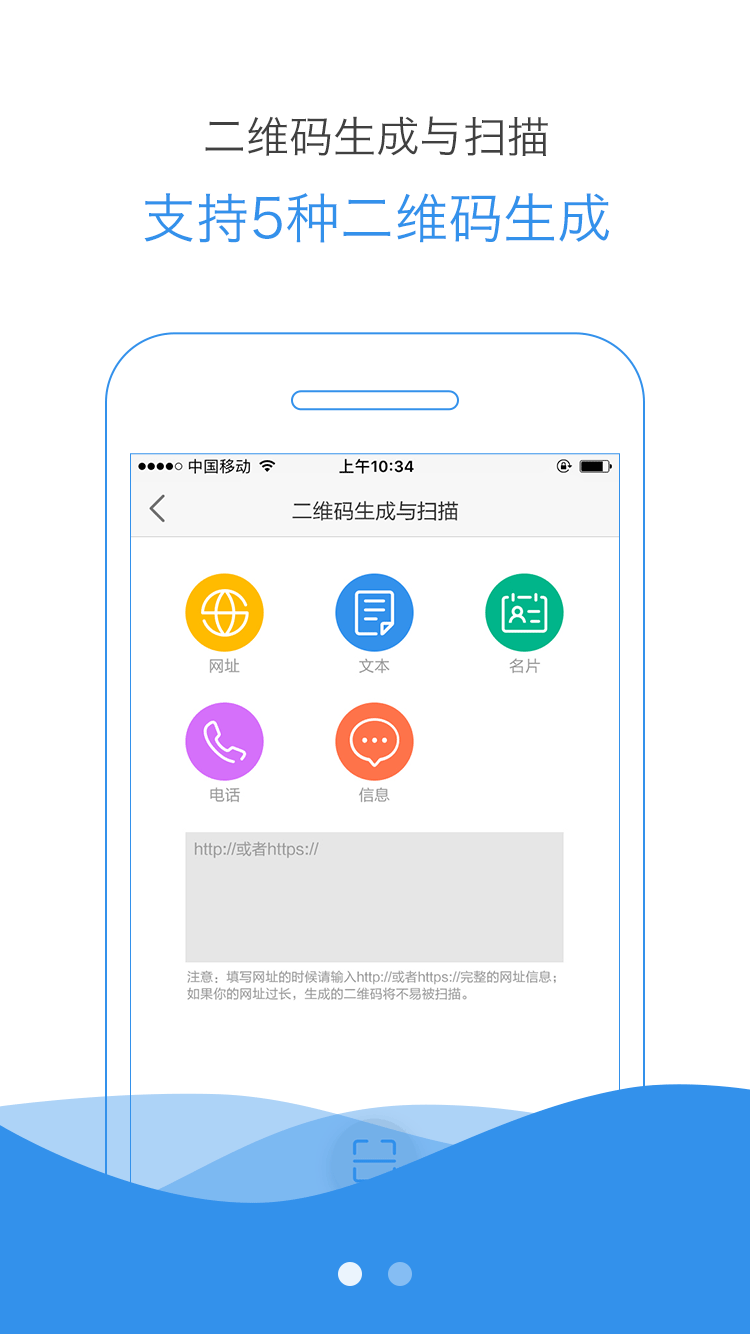 二维码生成与扫描
支持5种二维码生成
中国移动 上午10:34
二维码生成与扫描
网址 文本 名片
电话 信息
http://或者https://
注意：填写网址的时候请输入http://或者https://完整的网址信息；
如果你的网址过长，生成的二维码将不易被扫描。